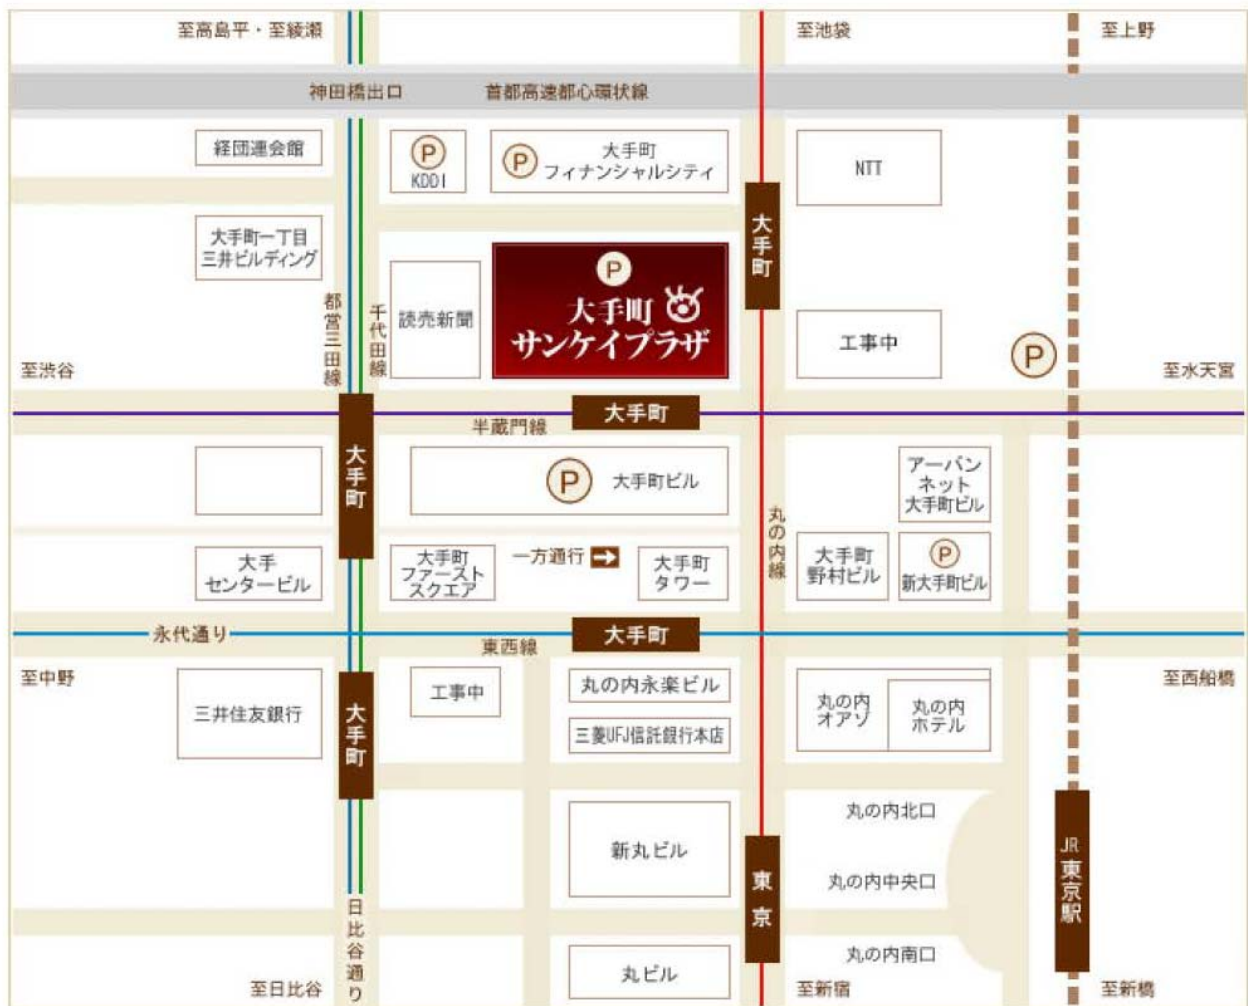 至高島平・至綾瀬
至池袋
至上野
神田橋出口
首都高速都心環状線
経団連会館
P
KDDI
P
大手町
フィナンシャルシティ
NTT
大手町一丁目
三井ビルディング
大手町
P
大手町
サンケイプラザ
読売新聞
都営三田線
千代田線
工事中
P
至渋谷
至水天宮
大手町
半蔵門線
大手町
P
大手町ビル
アーバン
ネット
大手町ビル
丸の内線
大手
センタービル
大手町
ファースト
スクエア
一方通行
大手町
タワー
大手町
野村ビル
P
新大手町ビル
永代通り
大手町
東西線
至中野
至西船橋
三井住友銀行
大手町
工事中
丸の内永楽ビル
三菱UFJ信託銀行本店
丸の内
オアゾ
丸の内
ホテル
新丸ビル
丸の内北口
丸の内中央口
丸の内南口
東京
JR東京駅
日比谷通り
丸ビル
至日比谷
至新宿
至新橋